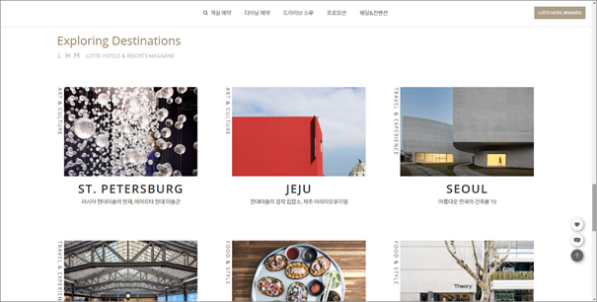 객실 예약 다이닝 예약 드라이브 스루 프로모션 웨딩&컨벤션 LOTTE HOTEL REWARDS
Exploring Destinations
L H M LOTTE HOTELS & RESORTS MAGAZINE
ART & CULTURE
ART & CULTURE
TRAVEL & EXPERIENCE
ST. PETERSBURG
러시아 현대미술의 현재, 에라르타 현대 미술관
JEJU
현대미술의 걸작 집합소, 제주 아라리오뮤지엄
SEOUL
아름다운 한국의 건축물 10
TRAVEL & EXPERIENCE
FOOD & STYLE
FOOD & STYLE
Theory